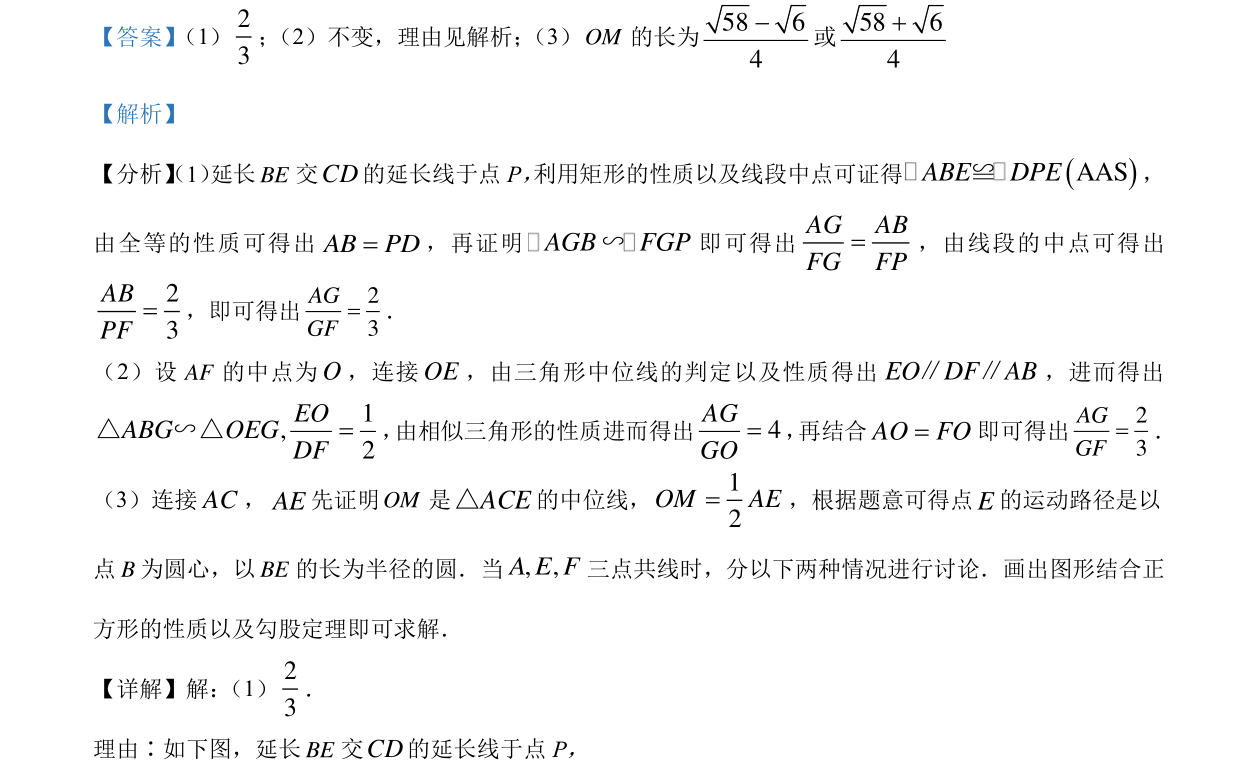 【答案】（1）2/3；（2）不变，理由见解析；（3）OM 的长为 (√58 − √6)/4 或 (√58 + √6)/4
【解析】
【分析】（1）延长 BE 交 CD 的延长线于点 P，利用矩形的性质以及线段中点可证得□ABE≌□DPE(AAS)，
由全等的性质可得出 AB = PD，再证明□AGB∽□FGP 即可得出 AG/FG = AB/FP，由线段的中点可得出
AB/PF = 2/3，即可得出 AG/GF = 2/3．
（2）设 AF 的中点为 O，连接 OE，由三角形中位线的判定以及性质得出 EO∥DF∥AB，进而得出
△ABG∽△OEG, EO/DF = 1/2，由相似三角形的性质进而得出 AG/GO = 4，再结合 AO = FO 即可得出 AG/GF = 2/3．
（3）连接 AC，AE 先证明 OM 是△ACE 的中位线，OM = 1/2 AE，根据题意可得点 E 的运动路径是以
点 B 为圆心，以 BE 的长为半径的圆．当 A, E, F 三点共线时，分以下两种情况进行讨论．画出图形结合正
方形的性质以及勾股定理即可求解．
【详解】解：（1）2/3．
理由：如下图，延长 BE 交 CD 的延长线于点 P，